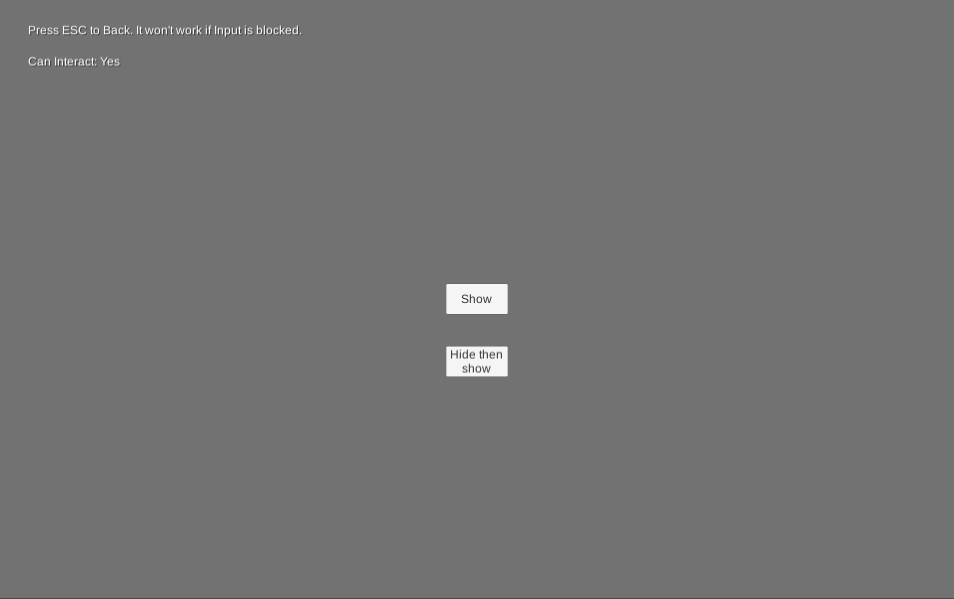 Press ESC to Back. It won't work if Input is blocked.
Can Interact: Yes
Show
Hide then
show